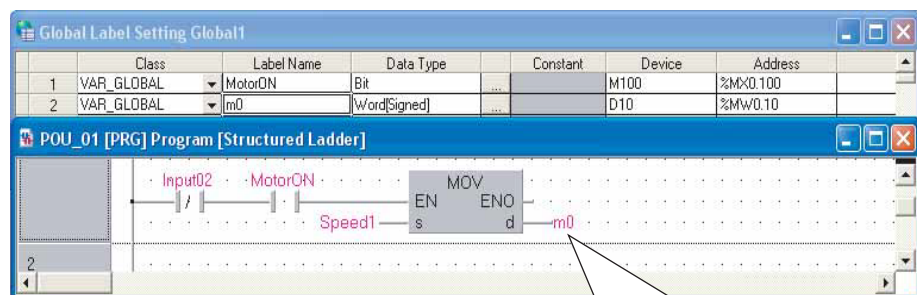 Global Label Setting Global1
Class Label Name Data Type Constant Device Address
1 VAR_GLOBAL MotorON Bit ... M100 %MX0.100
2 VAR_GLOBAL m0 Word[Signed] ... D10 %MW0.10
POU_01 [PRG] Program [Structured Ladder]
Input02 MotorON MOV
EN ENO
Speed1 s d m0
2